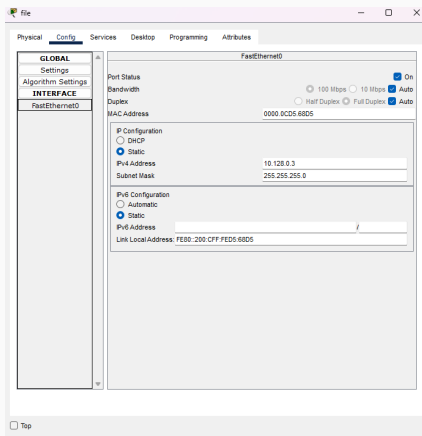 file
Physical Config Services Desktop Programming Attributes
GLOBAL
Settings
Algorithm Settings
INTERFACE
FastEthernet0
FastEthernet0
Port Status On
Bandwidth 100 Mbps 10 Mbps Auto
Duplex Half Duplex Full Duplex Auto
MAC Address 0000.0CD5.68D5
IP Configuration
DHCP
Static
IPv4 Address 10.128.0.3
Subnet Mask 255.255.255.0
IPv6 Configuration
Automatic
Static
IPv6 Address /
Link Local Address: FE80::200:CFF:FED5:68D5
Top